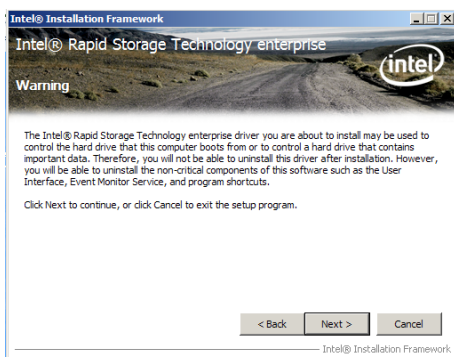 Intel® Installation Framework
Intel® Rapid Storage Technology enterprise
intel
Warning
The Intel® Rapid Storage Technology enterprise driver you are about to install may be used to
control the hard drive that this computer boots from or to control a hard drive that contains
important data. Therefore, you will not be able to uninstall this driver after installation. However,
you will be able to uninstall the non-critical components of this software such as the User
Interface, Event Monitor Service, and program shortcuts.
Click Next to continue, or click Cancel to exit the setup program.
< Back Next > Cancel
Intel® Installation Framework